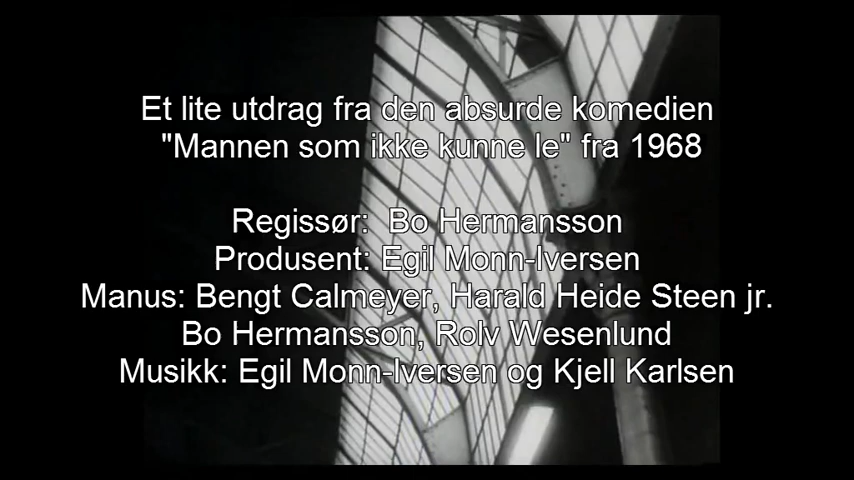 Et lite utdrag fra den absurde komedien
"Mannen som ikke kunne le" fra 1968
Regissør: Bo Hermansson
Produsent: Egil Monn-Iversen
Manus: Bengt Calmeyer, Harald Heide Steen jr.
Bo Hermansson, Rolv Wesenlund
Musikk: Egil Monn-Iversen og Kjell Karlsen